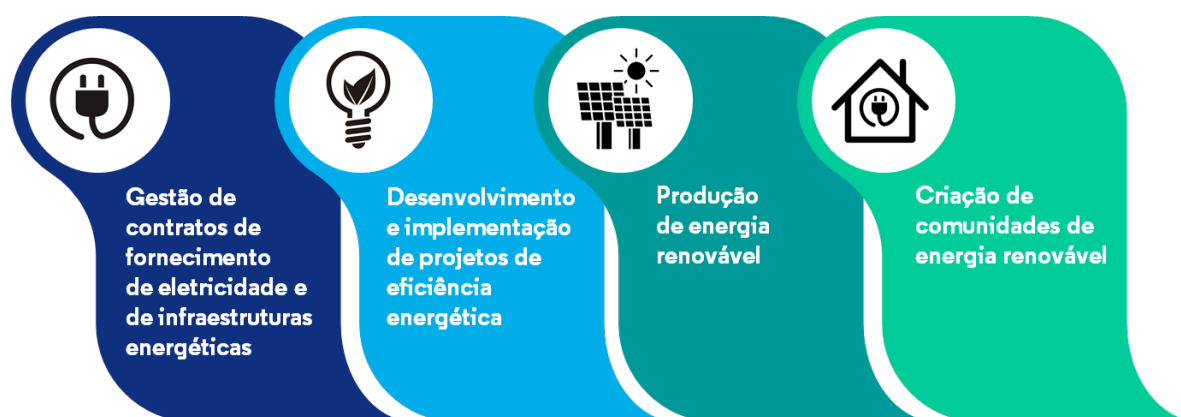 Gestão de
contratos de
fornecimento
de eletricidade e
de infraestruturas
energéticas
Desenvolvimento
e implementação
de projetos de
eficiência
energética
Produção
de energia
renovável
Criação de
comunidades de
energia renovável